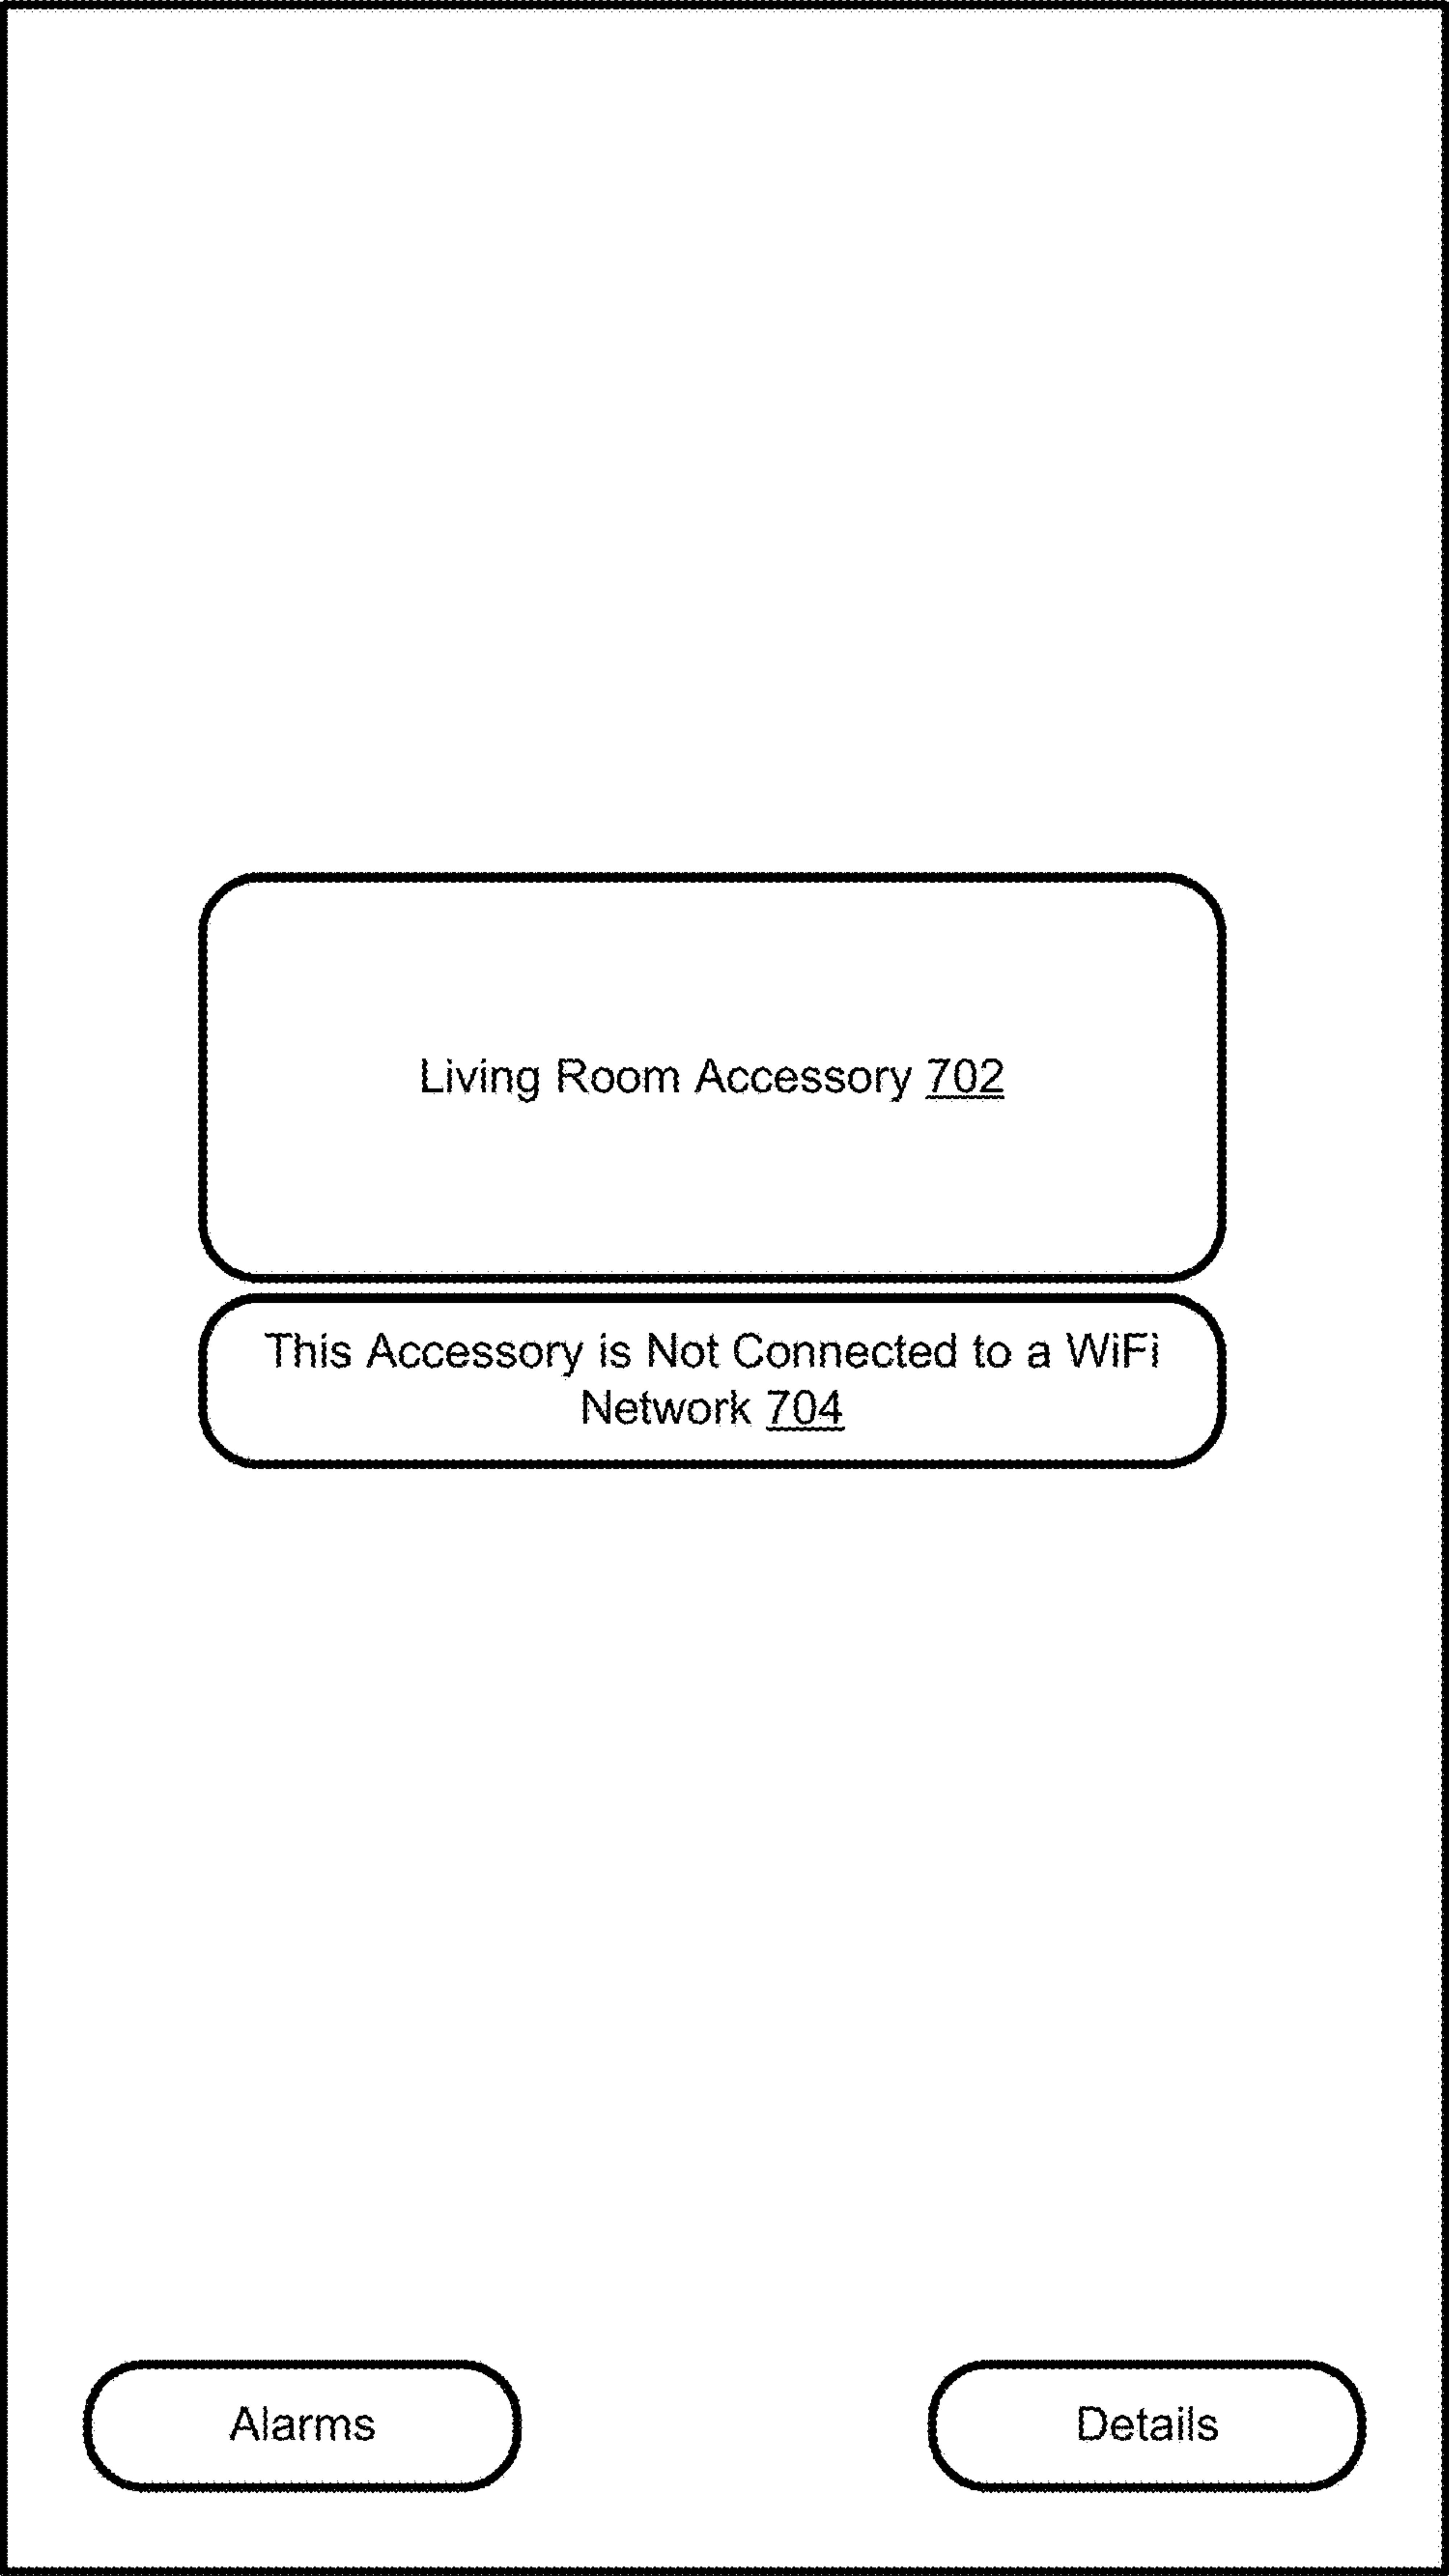 Living Room Accessory 702
This Accessory is Not Connected to a WiFi
Network 704
Alarms
Details